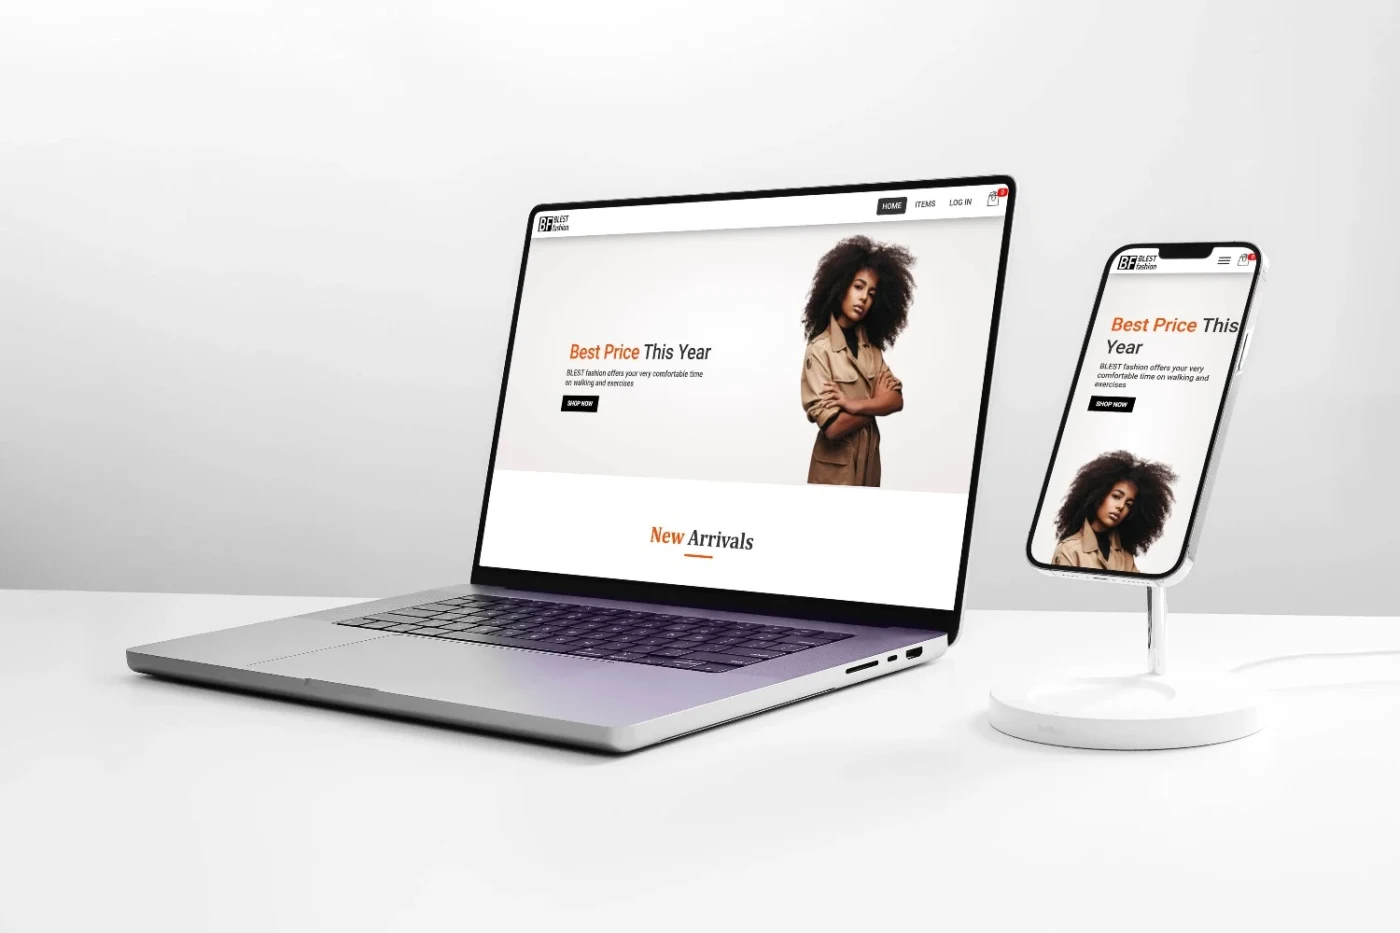 BF BLEST
fashion
HOME ITEMS LOG IN 0
Best Price This Year
BLEST fashion offers your very comfortable time
on walking and exercises
SHOP NOW
New Arrivals
BF BLEST
fashion
Best Price This
Year
BLEST fashion offers your very
comfortable time on walking and
exercises
SHOP NOW